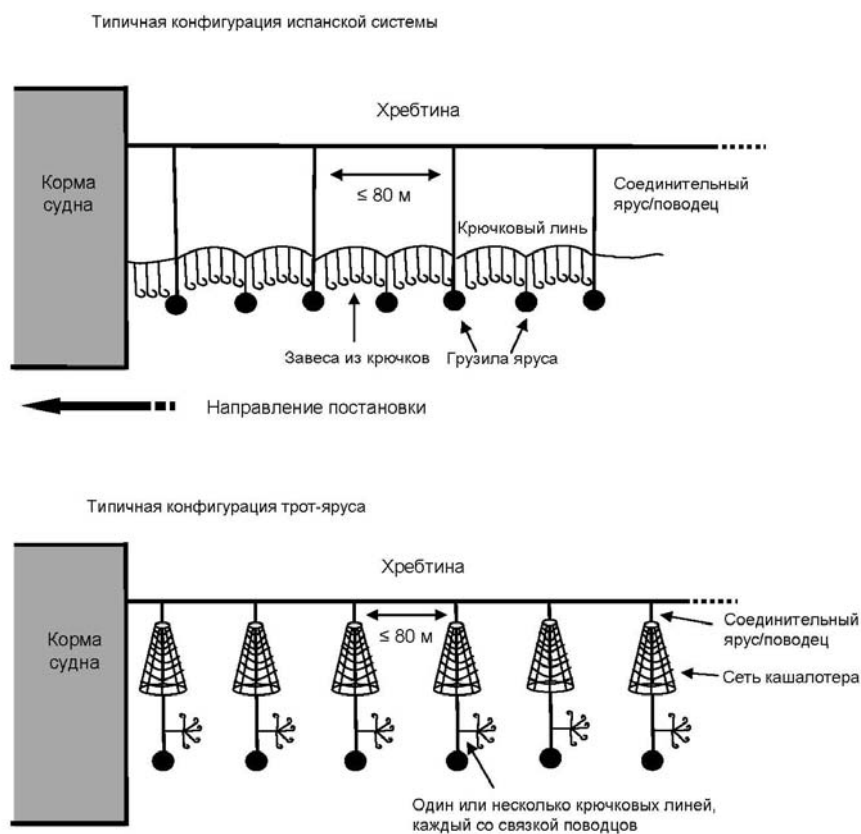 Типичная конфигурация испанской системы
Хребтина
Корма
судна
≤ 80 м
Соединительный
ярус/поводец
Крючковый линь
Завеса из крючков
Грузила яруса
Направление постановки
Типичная конфигурация трот-яруса
Хребтина
Корма
судна
≤ 80 м
Соединительный
ярус/поводец
Сеть кашалотера
Один или несколько крючковых линей,
каждый со связкой поводцов